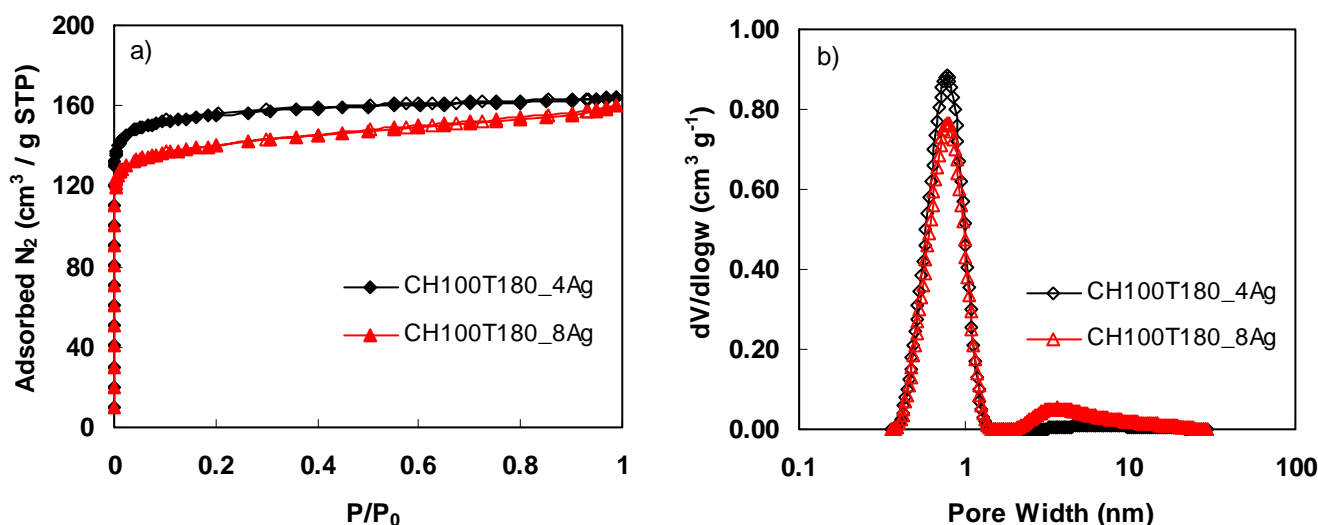 a)
Adsorbed N₂ (cm³ / g STP)
200
160
120
80
40
0
CH100T180_4Ag
CH100T180_8Ag
0 0.2 0.4 0.6 0.8 1
P/P₀
b)
dV/dlogw (cm³ g⁻¹)
1.00
0.80
0.60
0.40
0.20
0.00
CH100T180_4Ag
CH100T180_8Ag
0.1 1 10 100
Pore Width (nm)